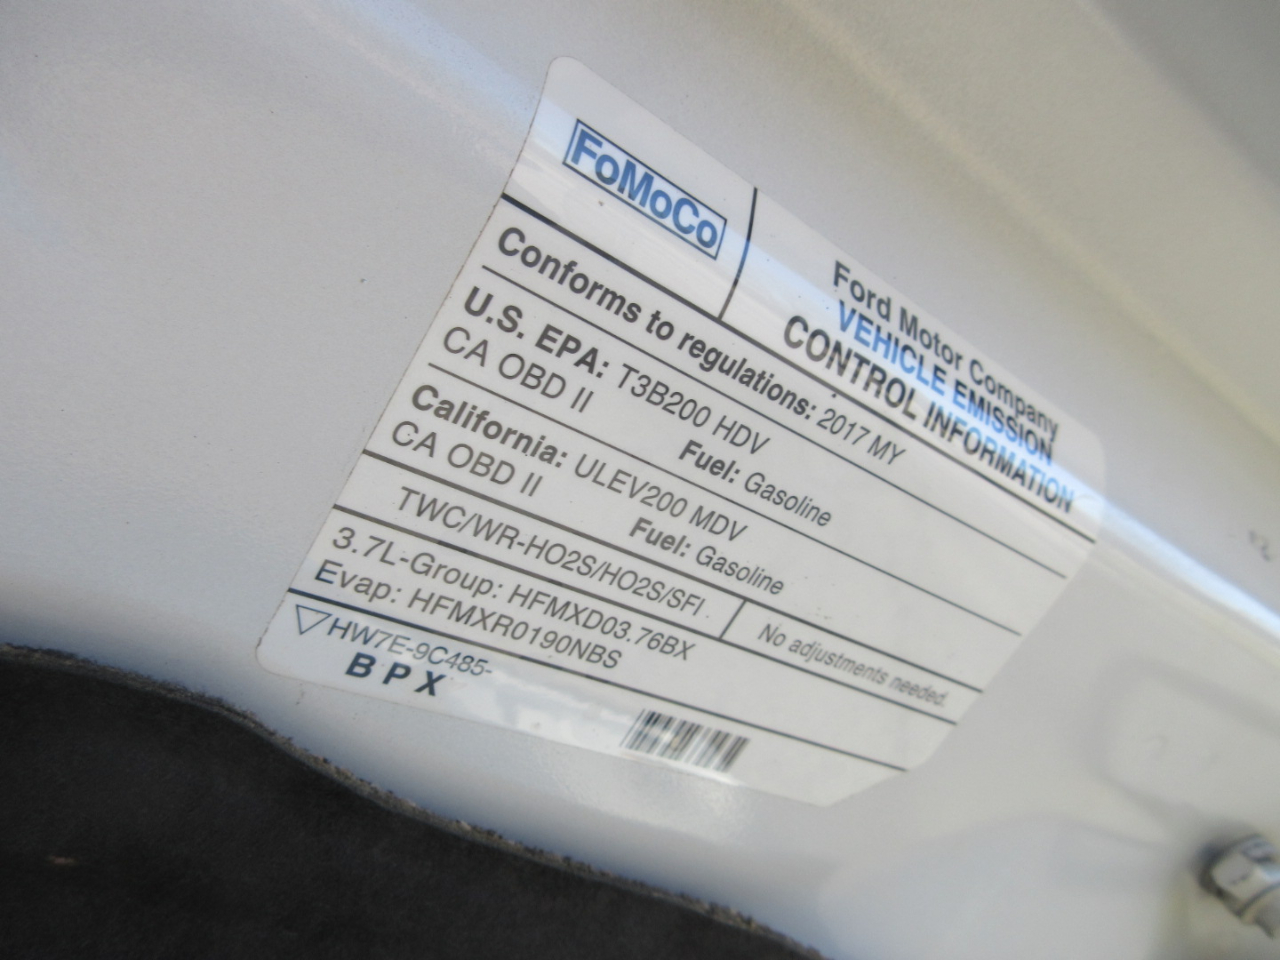 FoMoCo
Ford Motor Company
VEHICLE EMISSION
CONTROL INFORMATION
Conforms to regulations: 2017 MY
U.S. EPA: T3B200 HDV
CA OBD II Fuel: Gasoline
California: ULEV200 MDV
CA OBD II Fuel: Gasoline
TWC/WR-HO2S/HO2S/SFI
No adjustments needed.
3.7L-Group: HFMXD03.76BX
Evap: HFMXR0190NBS
HW7E-9C485-
BPX